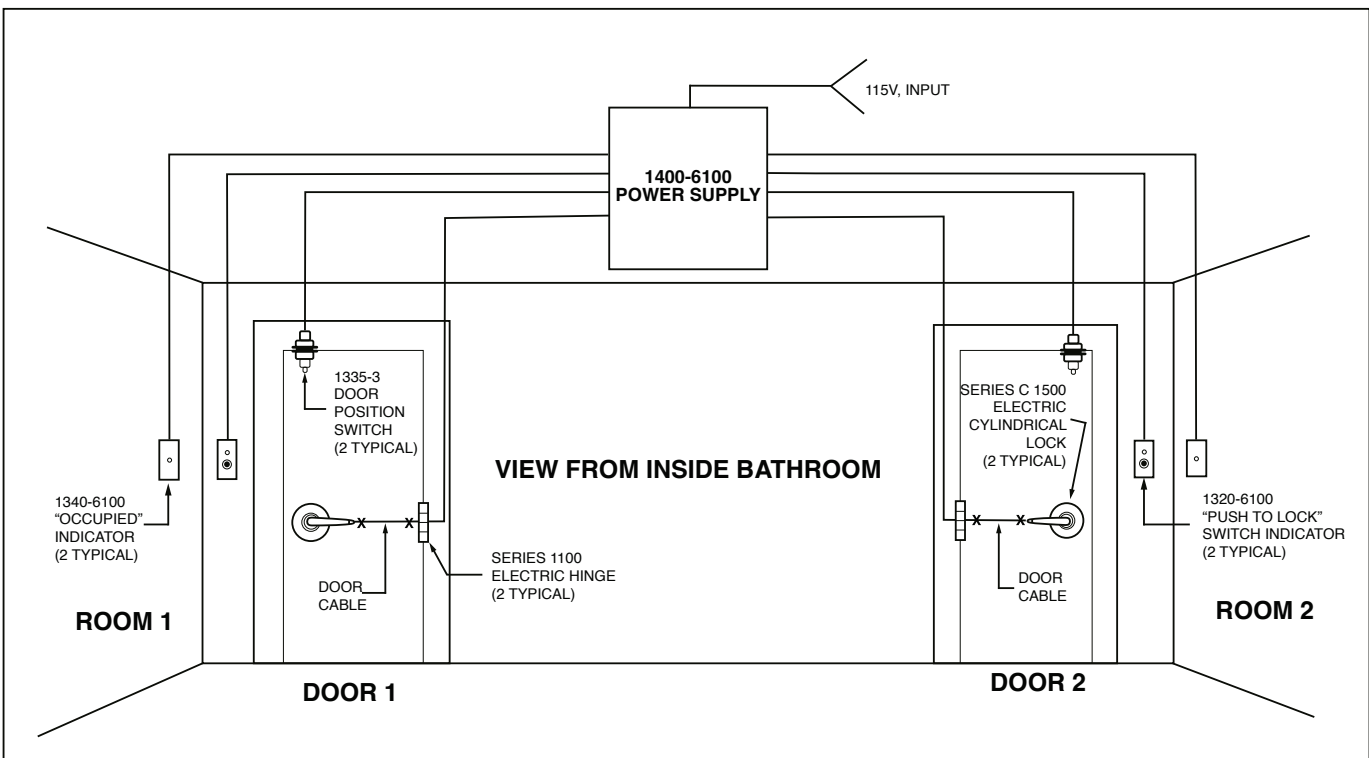 115V, INPUT
1400-6100
POWER SUPPLY
1335-3
DOOR
POSITION
SWITCH
(2 TYPICAL)
SERIES C 1500
ELECTRIC
CYLINDRICAL
LOCK
(2 TYPICAL)
VIEW FROM INSIDE BATHROOM
1340-6100
“OCCUPIED”
INDICATOR
(2 TYPICAL)
1320-6100
“PUSH TO LOCK”
SWITCH INDICATOR
(2 TYPICAL)
X
X
X
X
SERIES 1100
ELECTRIC HINGE
(2 TYPICAL)
DOOR
CABLE
DOOR
CABLE
ROOM 1
ROOM 2
DOOR 1
DOOR 2